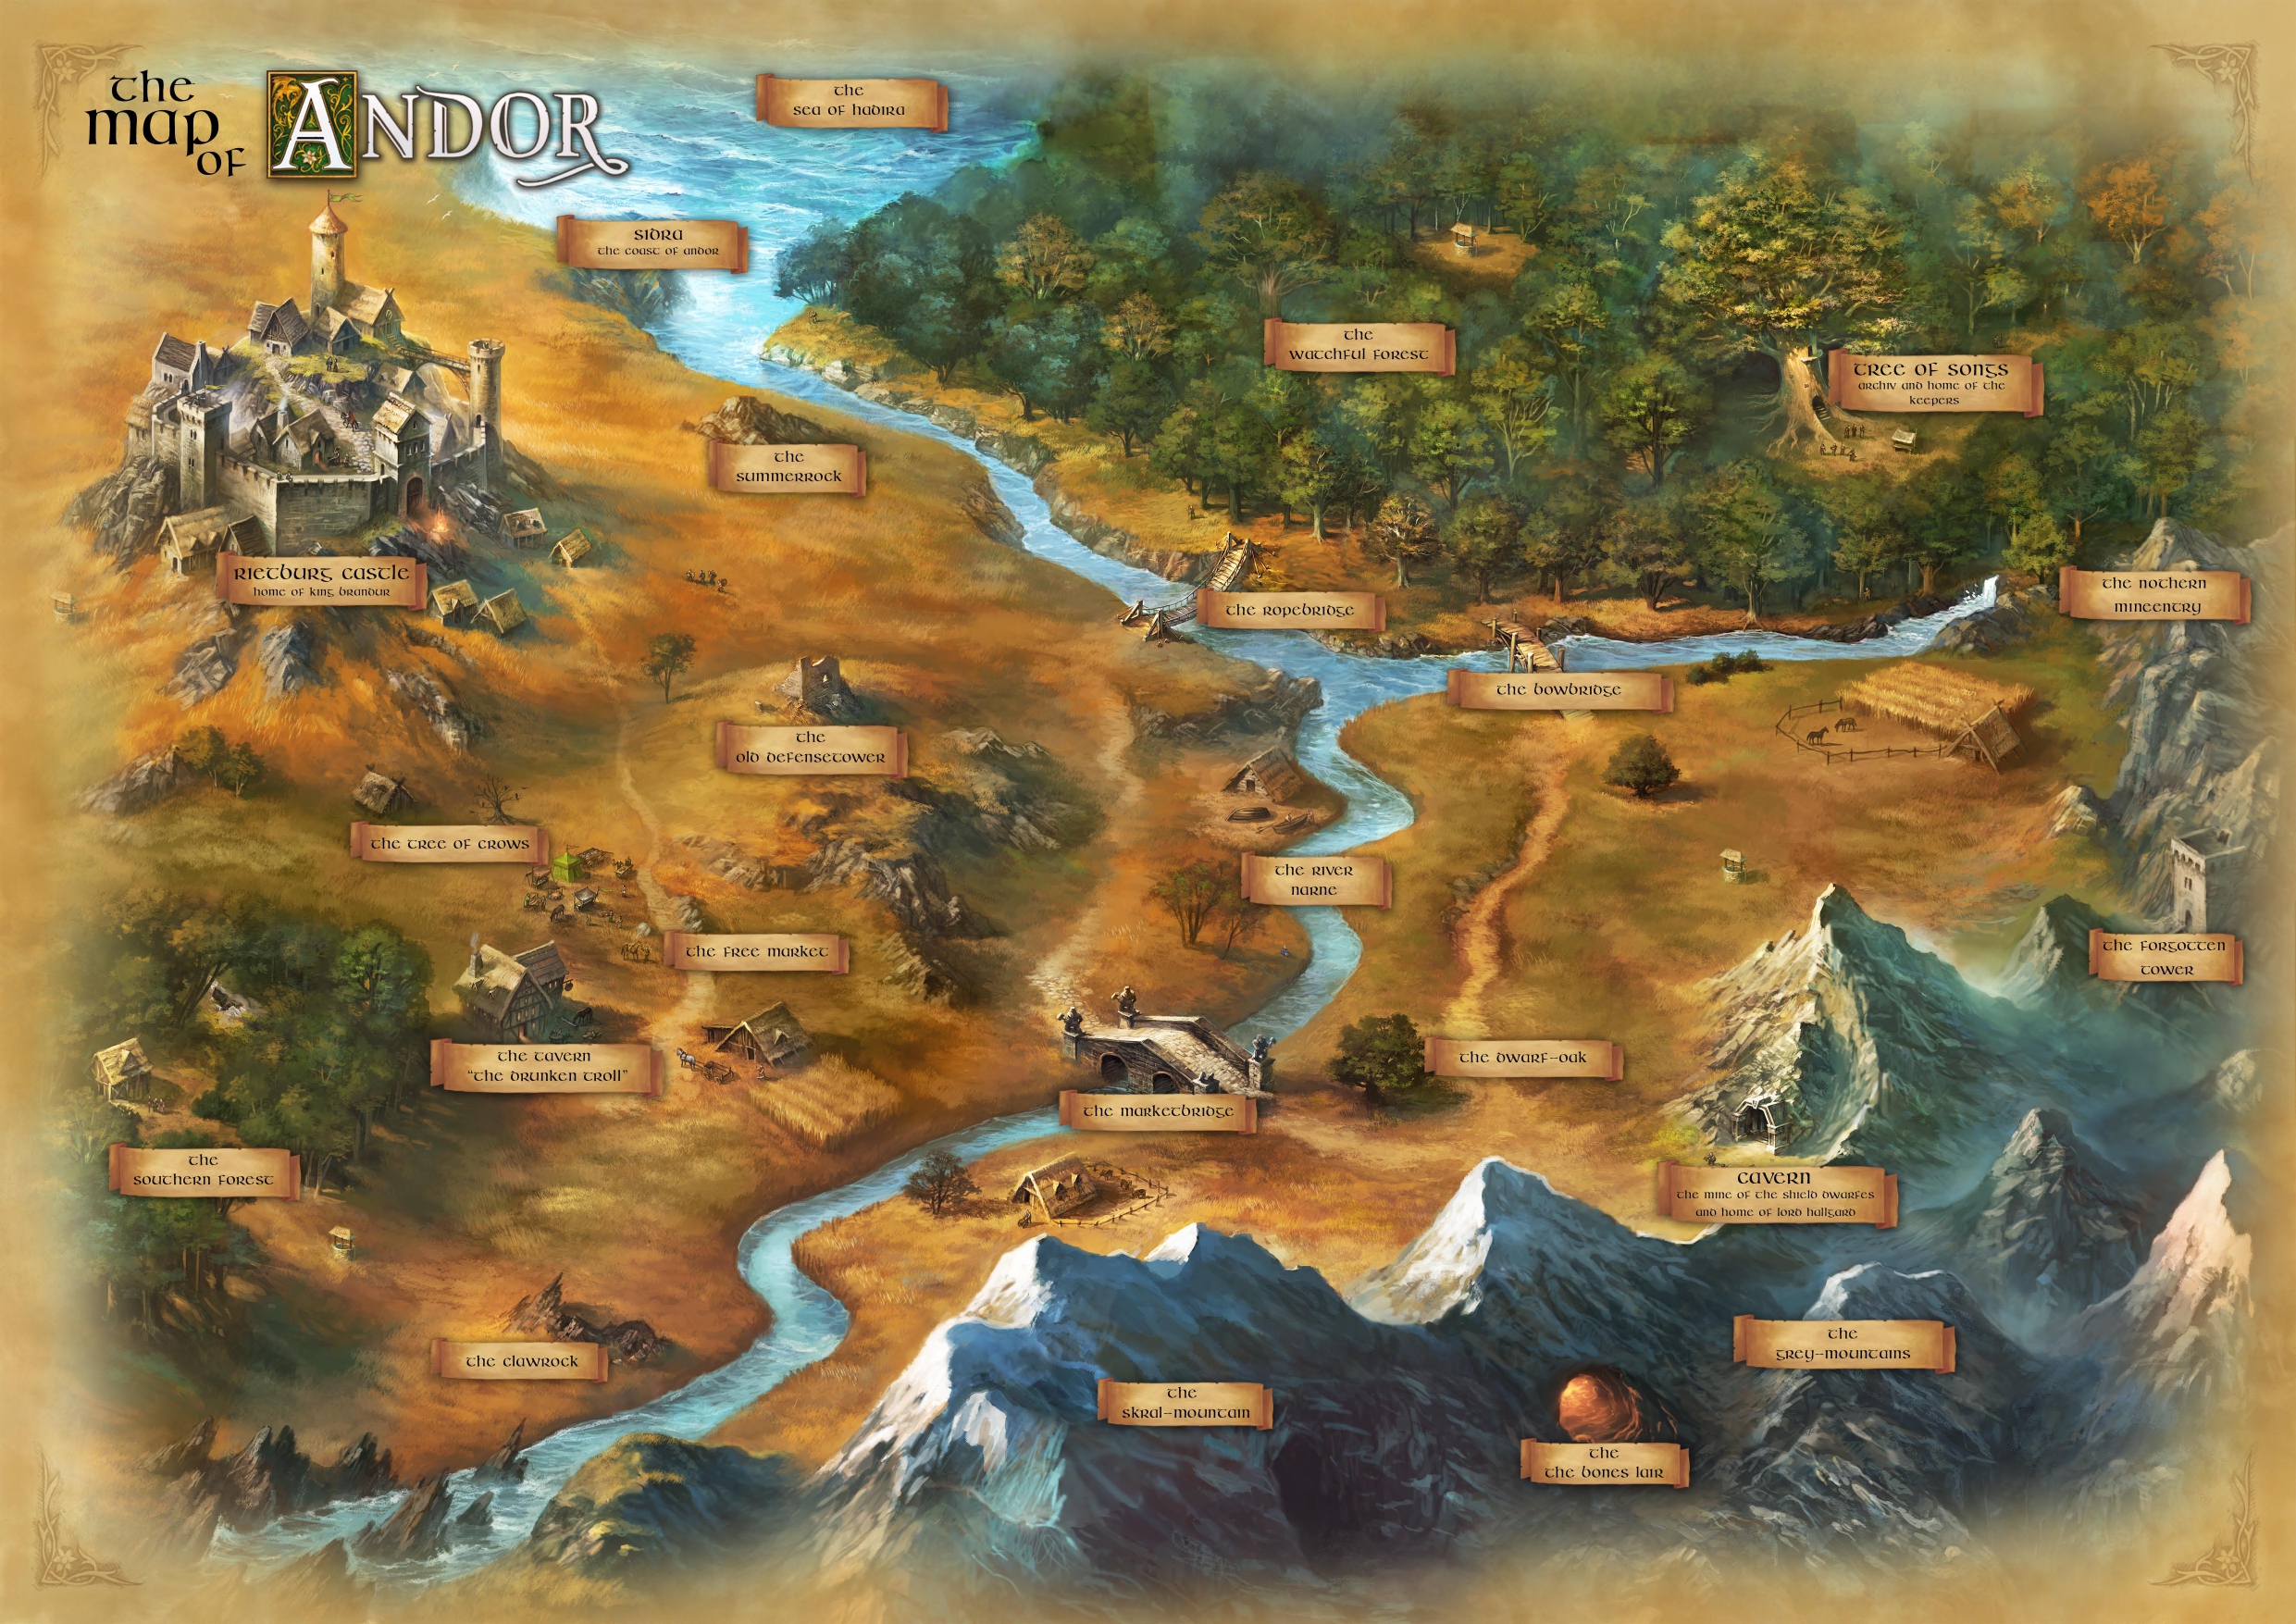 the
map
of
Andor
the
sea of hadria
sidra
the coast of andor
the
watchful forest
tree of songs
archiv and home of the
keepers
the
summerrock
rietburg castle
home of king brandur
the nothern
mineentry
the ropebridge
the bowbridge
the
old defensetower
the tree of crows
the river
narne
the free market
the forgotten
tower
the tavern
"the drunken troll"
the dwarf-oak
the marketbridge
the
southern forest
cavern
the mine of the shield dwarfes
and home of lord hallgard
the clawrock
the
grey-mountains
the
skral-mountain
the
the bones lair